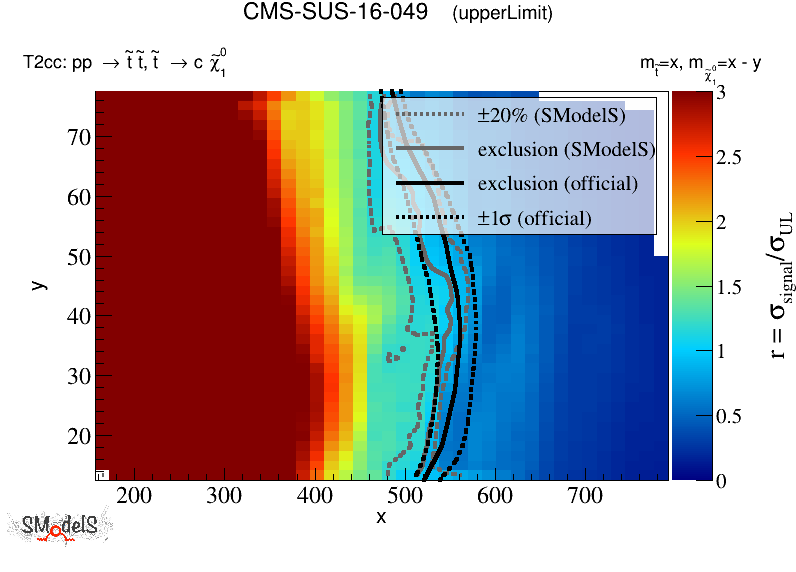 CMS-SUS-16-049 (upperLimit)
T2cc: pp → t̃ t̃, t̃ → c χ̃₁⁰
m_t̃=x, m_χ̃₁⁰=x - y
±20% (SModelS)
exclusion (SModelS)
exclusion (official)
±1σ (official)
70
60
50
40
30
20
y
200
300
400
500
600
700
x
3
2.5
2
1.5
1
0.5
0
r = σ_signal/σ_UL
SModelS